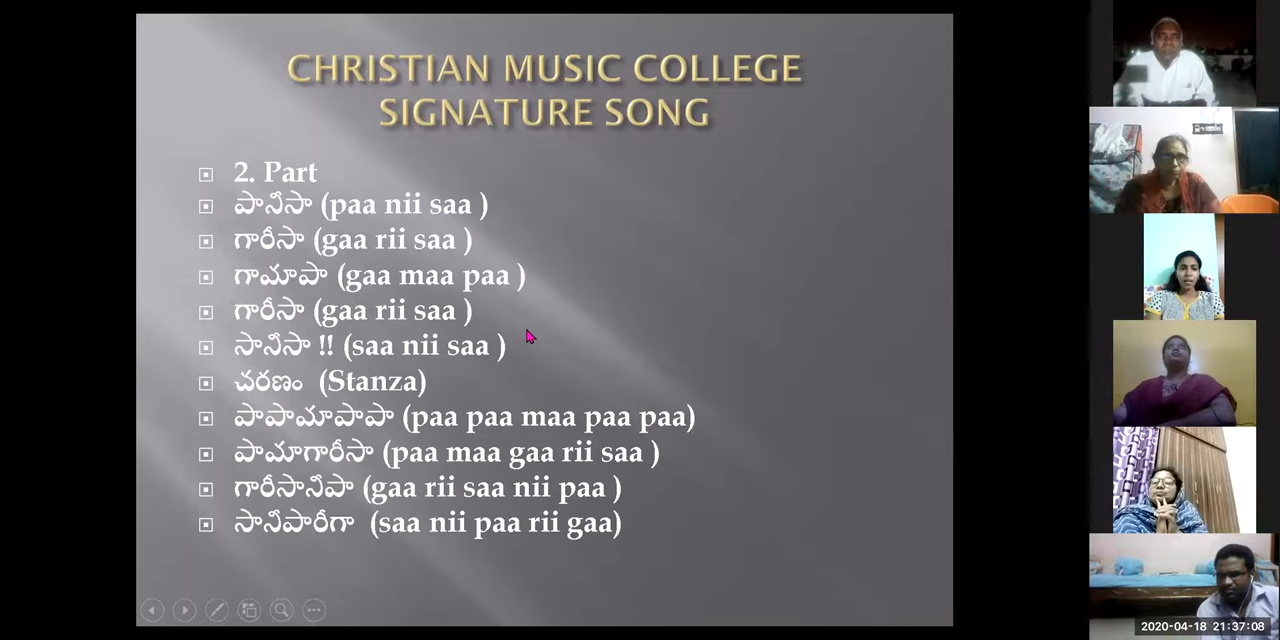 CHRISTIAN MUSIC COLLEGE
SIGNATURE SONG
2. Part
పానీసా (paa nii saa )
గారీసా (gaa rii saa )
గామాపా (gaa maa paa )
గారీసా (gaa rii saa )
సానీసా !! (saa nii saa )
చరణం (Stanza)
పాపామాపాపా (paa paa maa paa paa)
పామాగారీసా (paa maa gaa rii saa )
గారీసానీపా (gaa rii saa nii paa )
సానీపారీగా (saa nii paa rii gaa)
2020-04-18 21:37:08